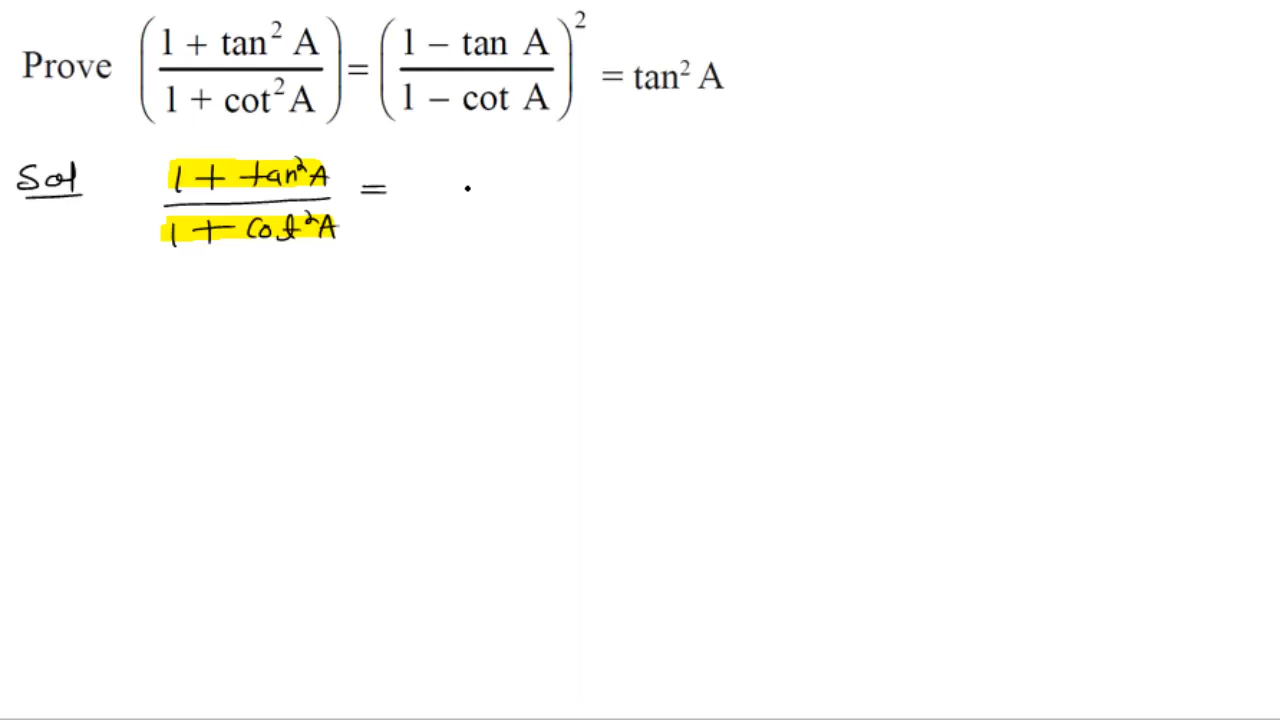 Prove (1 + tan² A / 1 + cot² A) = (1 − tan A / 1 − cot A)² = tan² A
Sol 1 + tan²A / 1 + Cot²A =